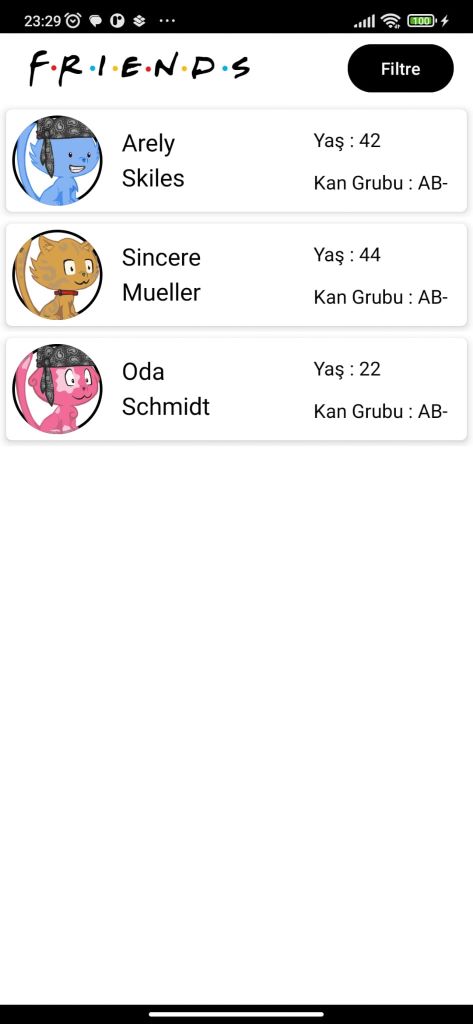 23:29
100
F·R·I·E·N·D·S
Filtre
Arely
Skiles
Yaş : 42
Kan Grubu : AB-
Sincere
Mueller
Yaş : 44
Kan Grubu : AB-
Oda
Schmidt
Yaş : 22
Kan Grubu : AB-